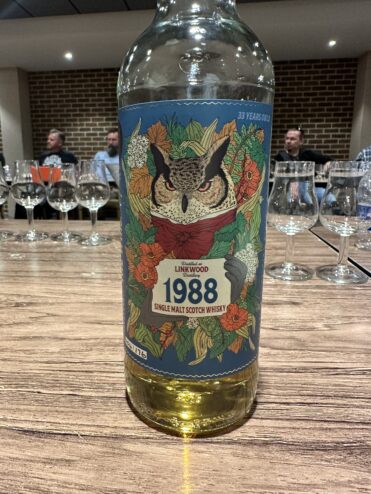 33 YEARS OLD
Distilled at
LINKWOOD
Distillery
1988
SINGLE MALT SCOTCH WHISKY